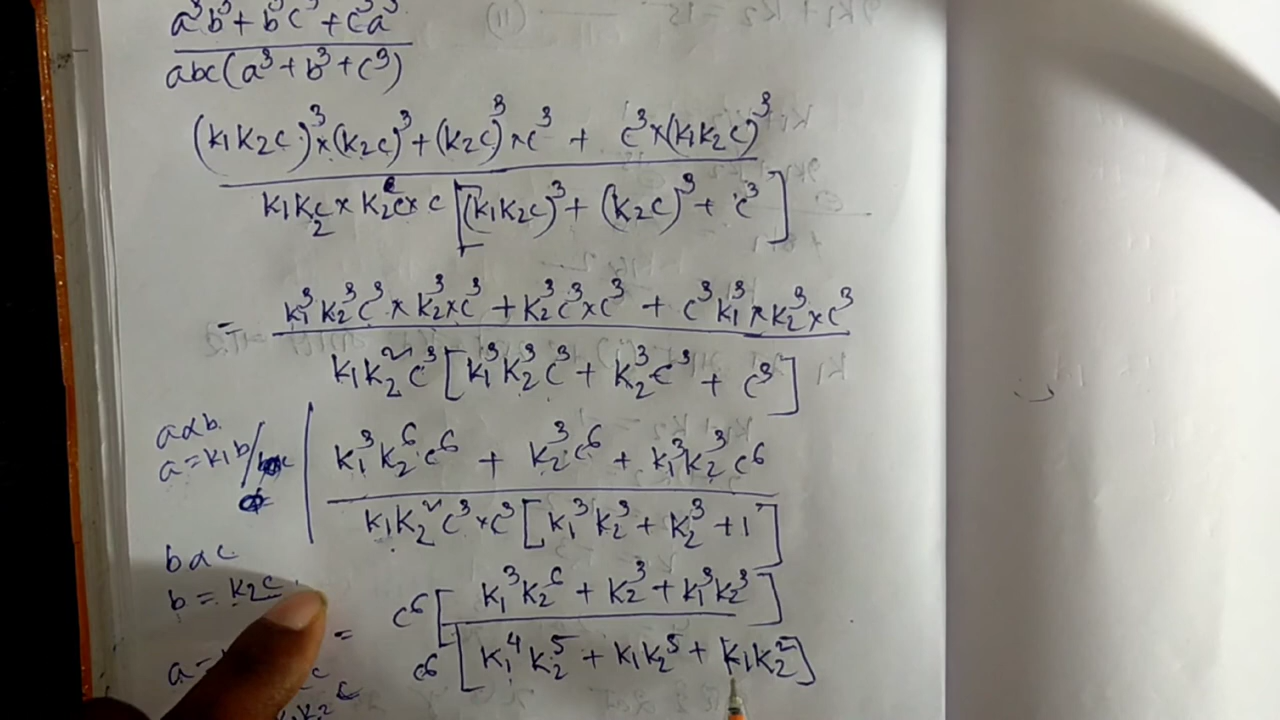 a³b³ + b³c³ + c³a³
abc(a³ + b³ + c³)
(k₁k₂c)³ × (k₂c)³ + (k₂c)³ × c³ + c³ × (k₁k₂c)³
k₁k₂c × k₂c × c [(k₁k₂c)³ + (k₂c)³ + c³]
= k₁³k₂³c³ × k₂³ × c³ + k₂³c³ × c³ + c³k₁³ × k₂³ × c³
k₁k₂²c³ [k₁³k₂³c³ + k₂³c³ + c³]
a α b
a = k₁b
k₁³k₂⁶c⁶ + k₂³c⁶ + k₁³k₂³c⁶
k₁k₂²c³ × c³ [k₁³k₂³ + k₂³ + 1]
b α c
b = k₂c
= c⁶ [k₁³k₂⁶ + k₂³ + k₁³k₂³]
c⁶ [k₁⁴k₂⁵ + k₁k₂⁵ + k₁k₂²]
a =